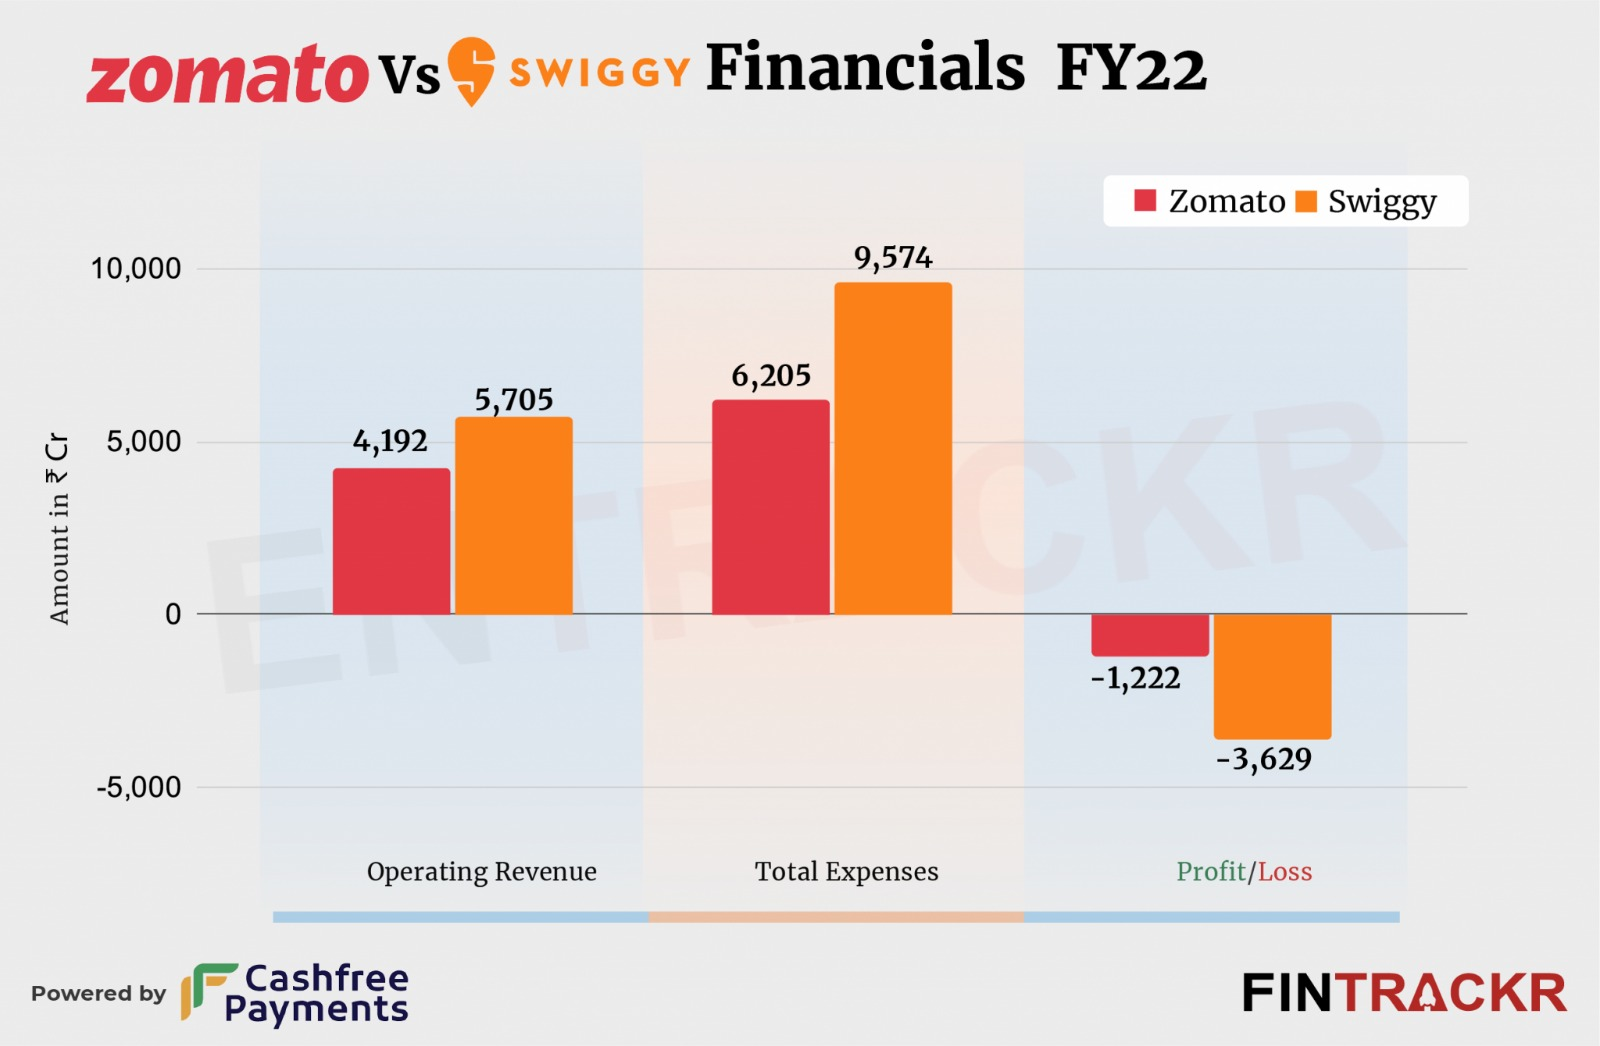 zomato Vs SWIGGY Financials FY22
Zomato Swiggy
10,000
5,000
0
-5,000
Amount in ₹ Cr
4,192
5,705
6,205
9,574
-1,222
-3,629
ENTRACKR
Operating Revenue
Total Expenses
Profit/Loss
Powered by Cashfree Payments
FINTRACKR